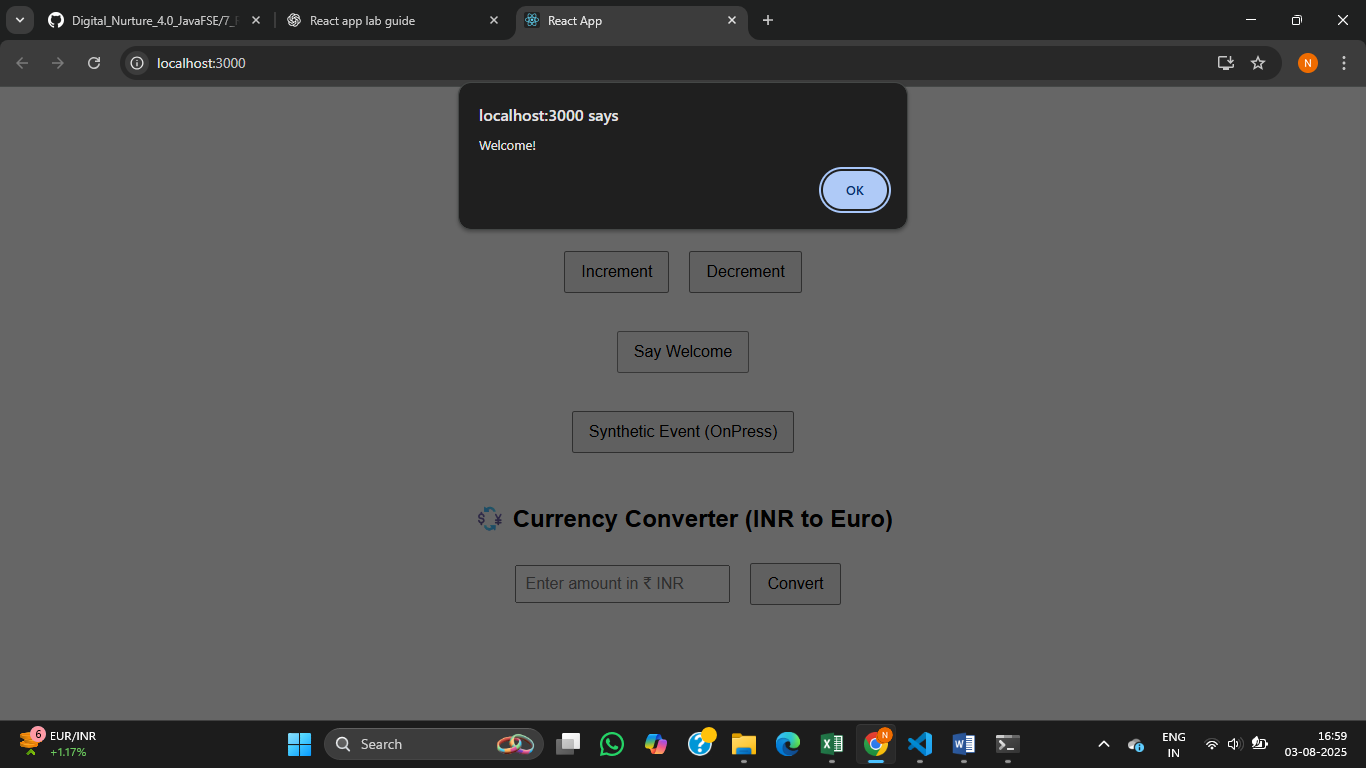 Digital_Nurture_4.0_JavaFSE/7_
React app lab guide
React App
localhost:3000
N
localhost:3000 says
Welcome!
OK
Increment
Decrement
Say Welcome
Synthetic Event (OnPress)
$ ¥ Currency Converter (INR to Euro)
Enter amount in ₹ INR
Convert
6
EUR/INR
+1.17%
Search
N
ENG
IN
16:59
03-08-2025